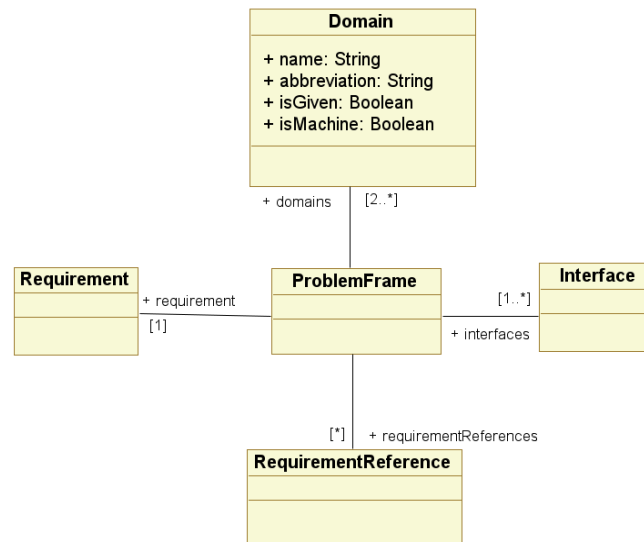 Domain
+ name: String
+ abbreviation: String
+ isGiven: Boolean
+ isMachine: Boolean
+ domains [2..*]
Requirement
+ requirement
[1]
ProblemFrame
[1..*]
+ interfaces
Interface
[*] + requirementReferences
RequirementReference